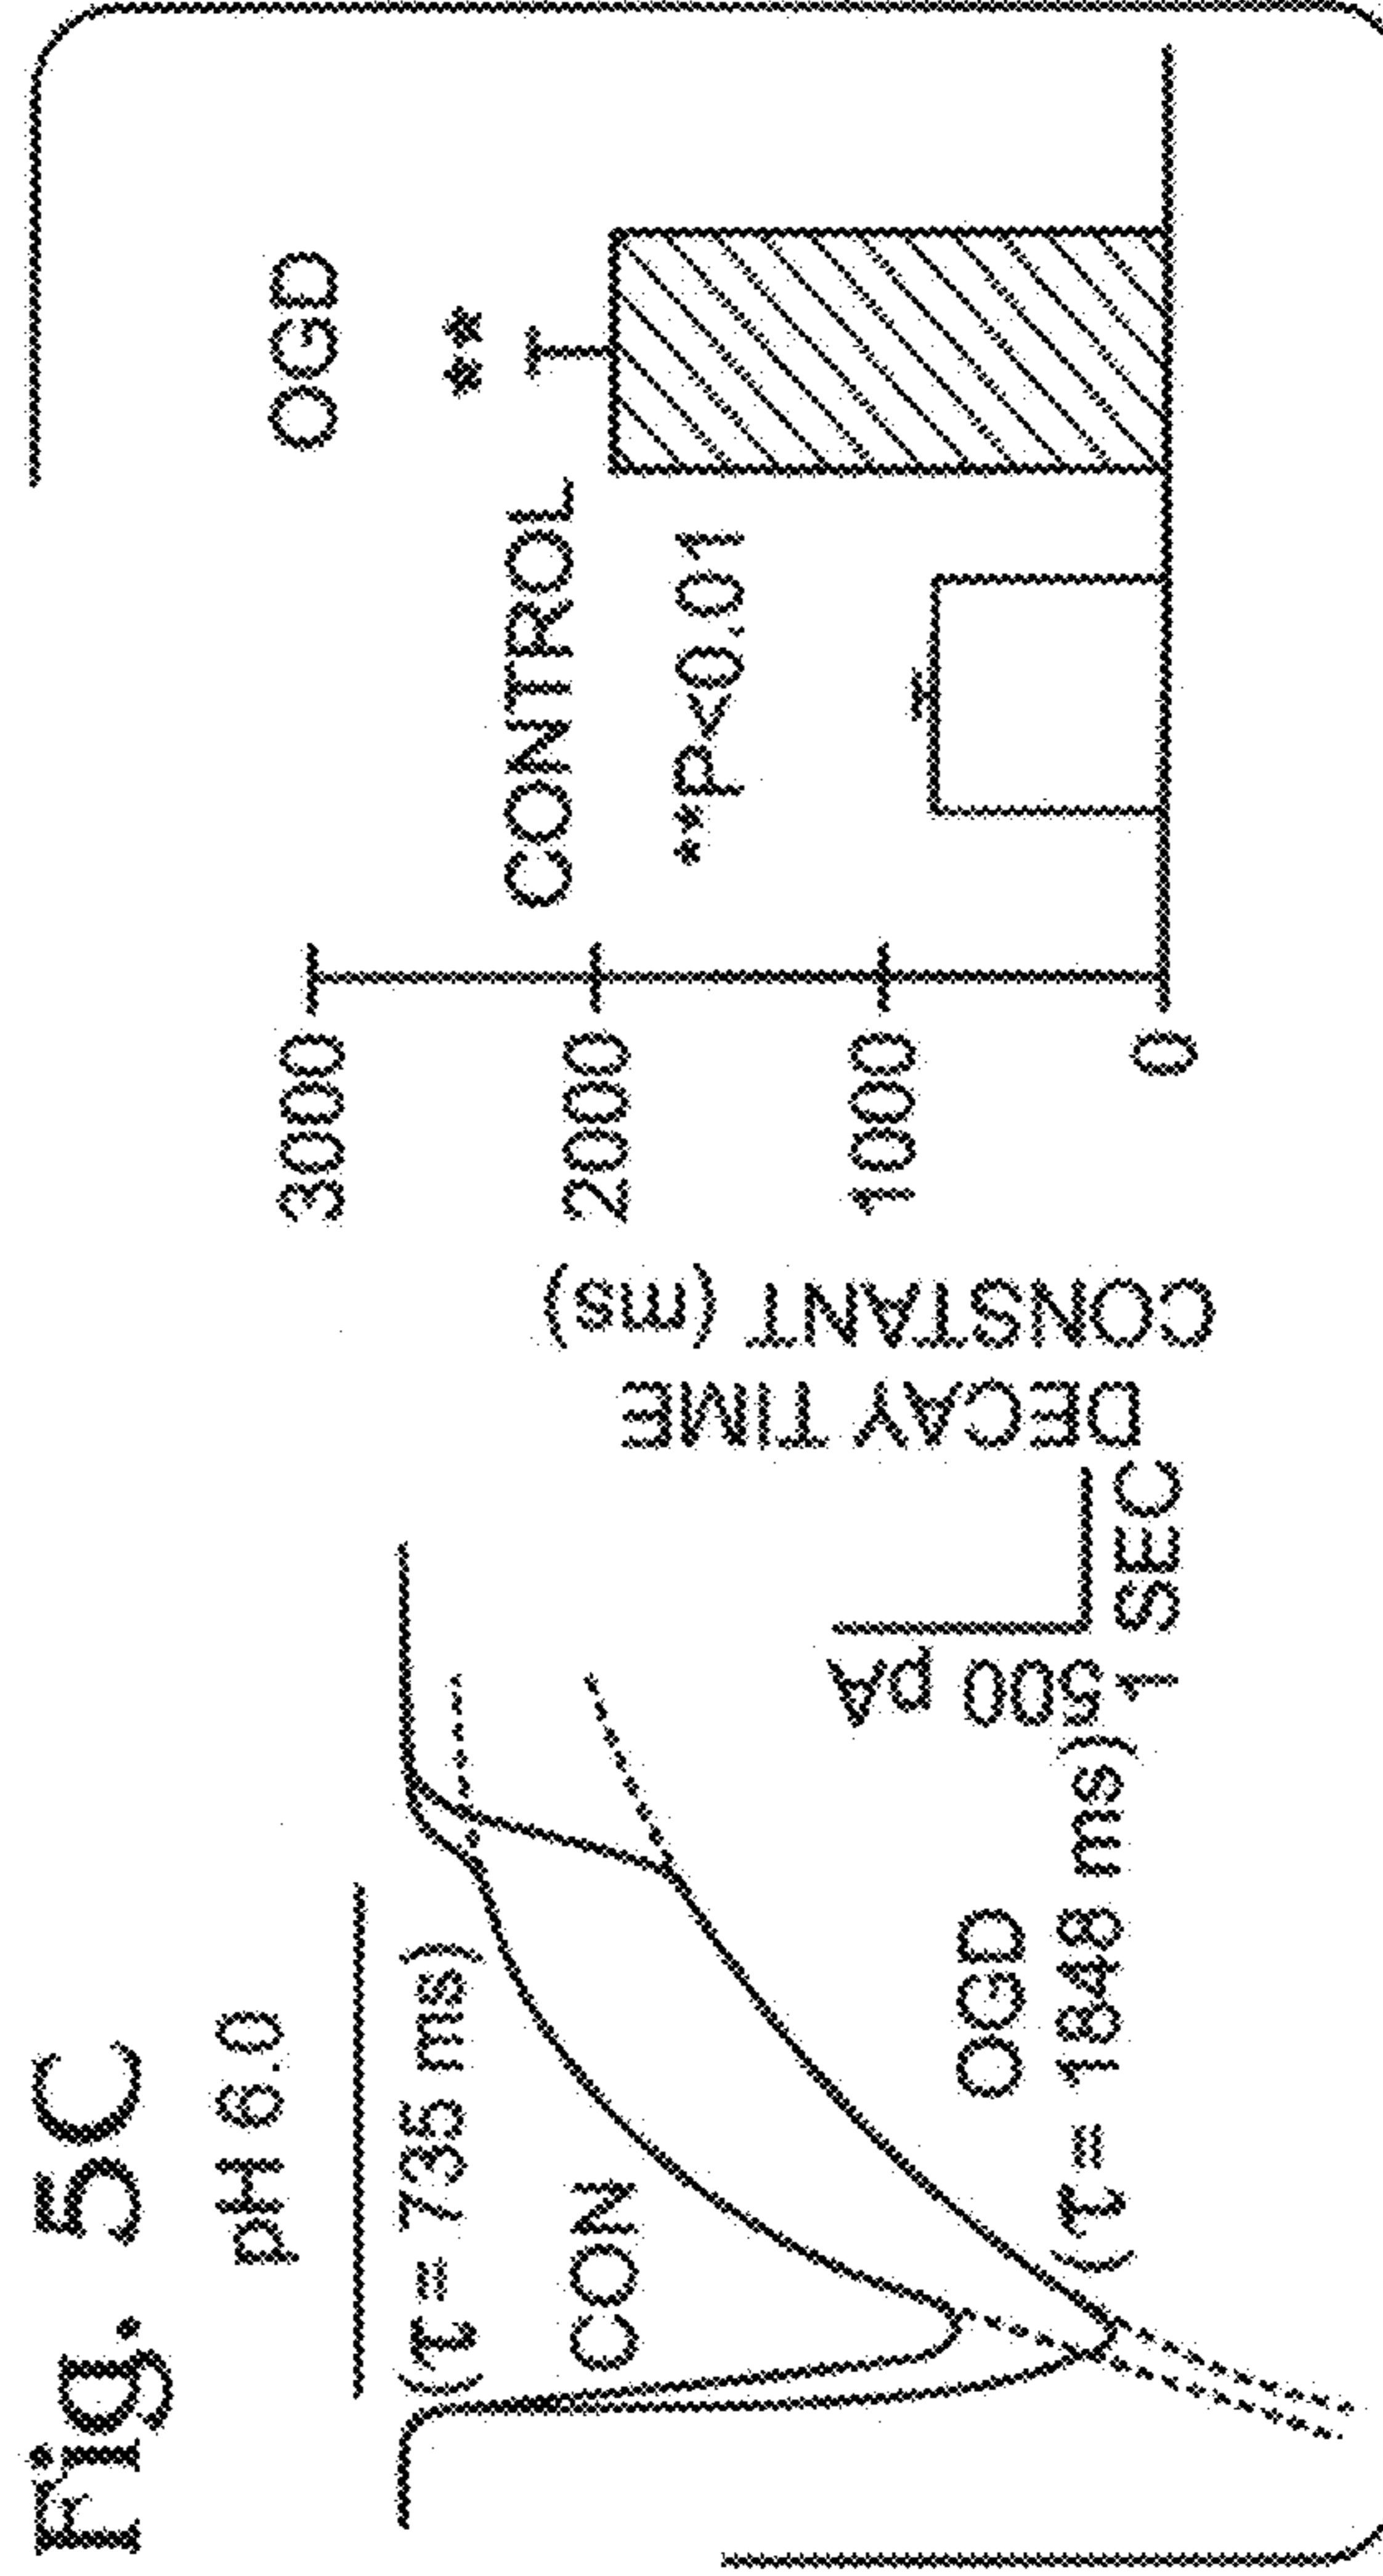 Fig. 5C
pH 6.0
(τ = 735 ms)
CON
OGD
(τ = 1848 ms)
500 pA
1 SEC
DECAY TIME
CONSTANT (ms)
3000
2000
1000
0
CONTROL
**P<0.01
OGD
**